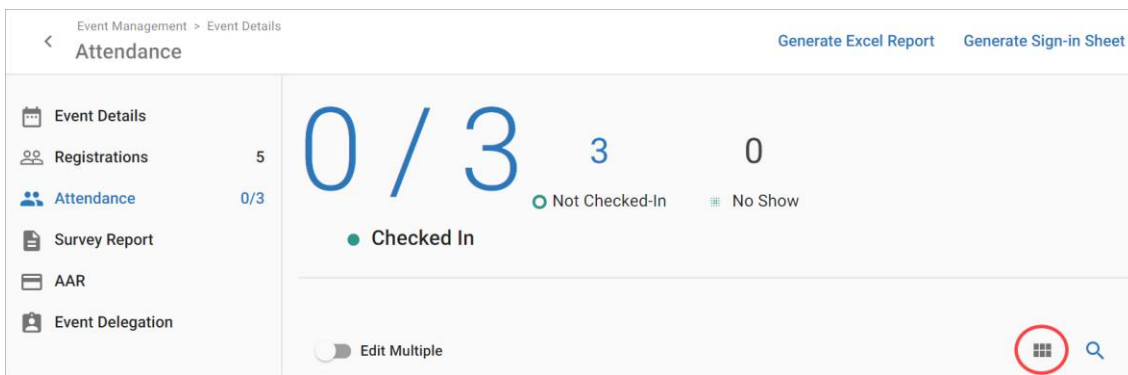 Event Management > Event Details
Attendance
Generate Excel Report
Generate Sign-in Sheet
Event Details
Registrations 5
Attendance 0/3
Survey Report
AAR
Event Delegation
0 / 3
Checked In
3
Not Checked-In
0
No Show
Edit Multiple